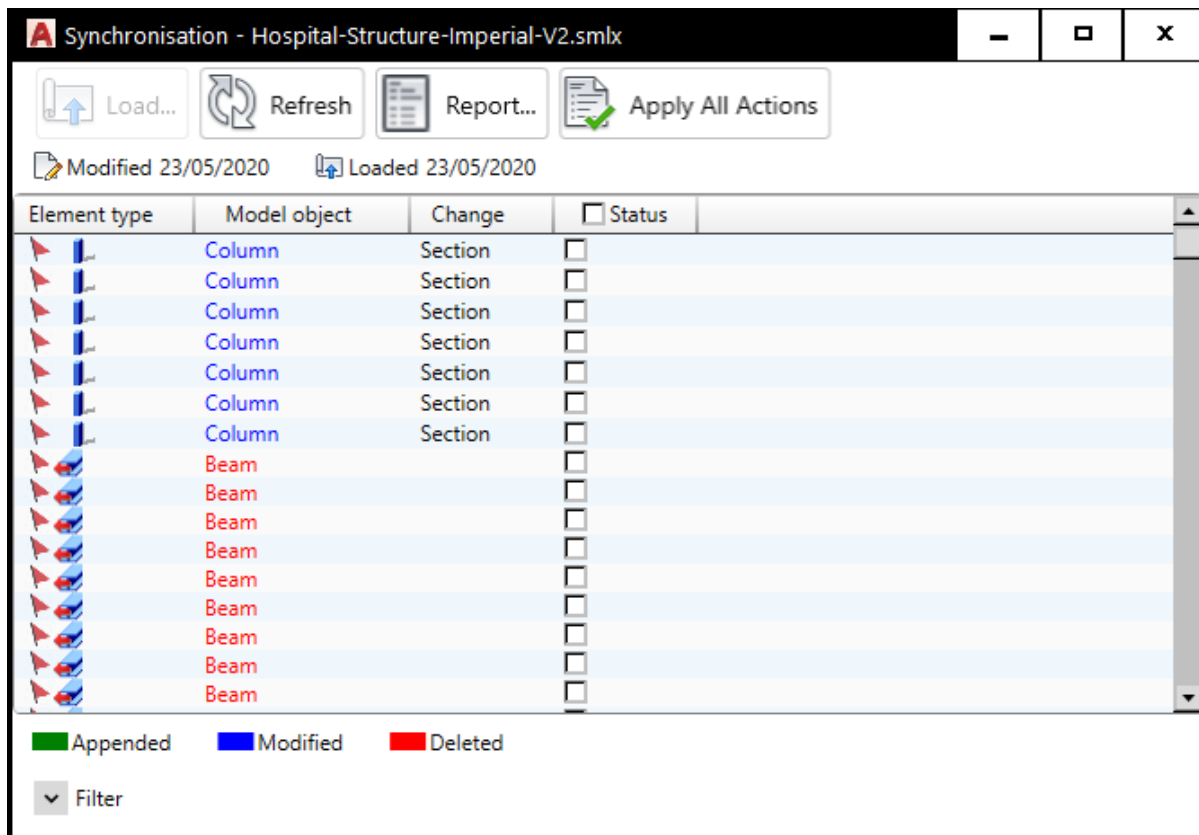 Synchronisation - Hospital-Structure-Imperial-V2.smlx
Load... Refresh Report... Apply All Actions
Modified 23/05/2020 Loaded 23/05/2020
Element type Model object Change Status
Column Section
Column Section
Column Section
Column Section
Column Section
Column Section
Column Section
Beam
Beam
Beam
Beam
Beam
Beam
Beam
Beam
Beam
Appended Modified Deleted
Filter